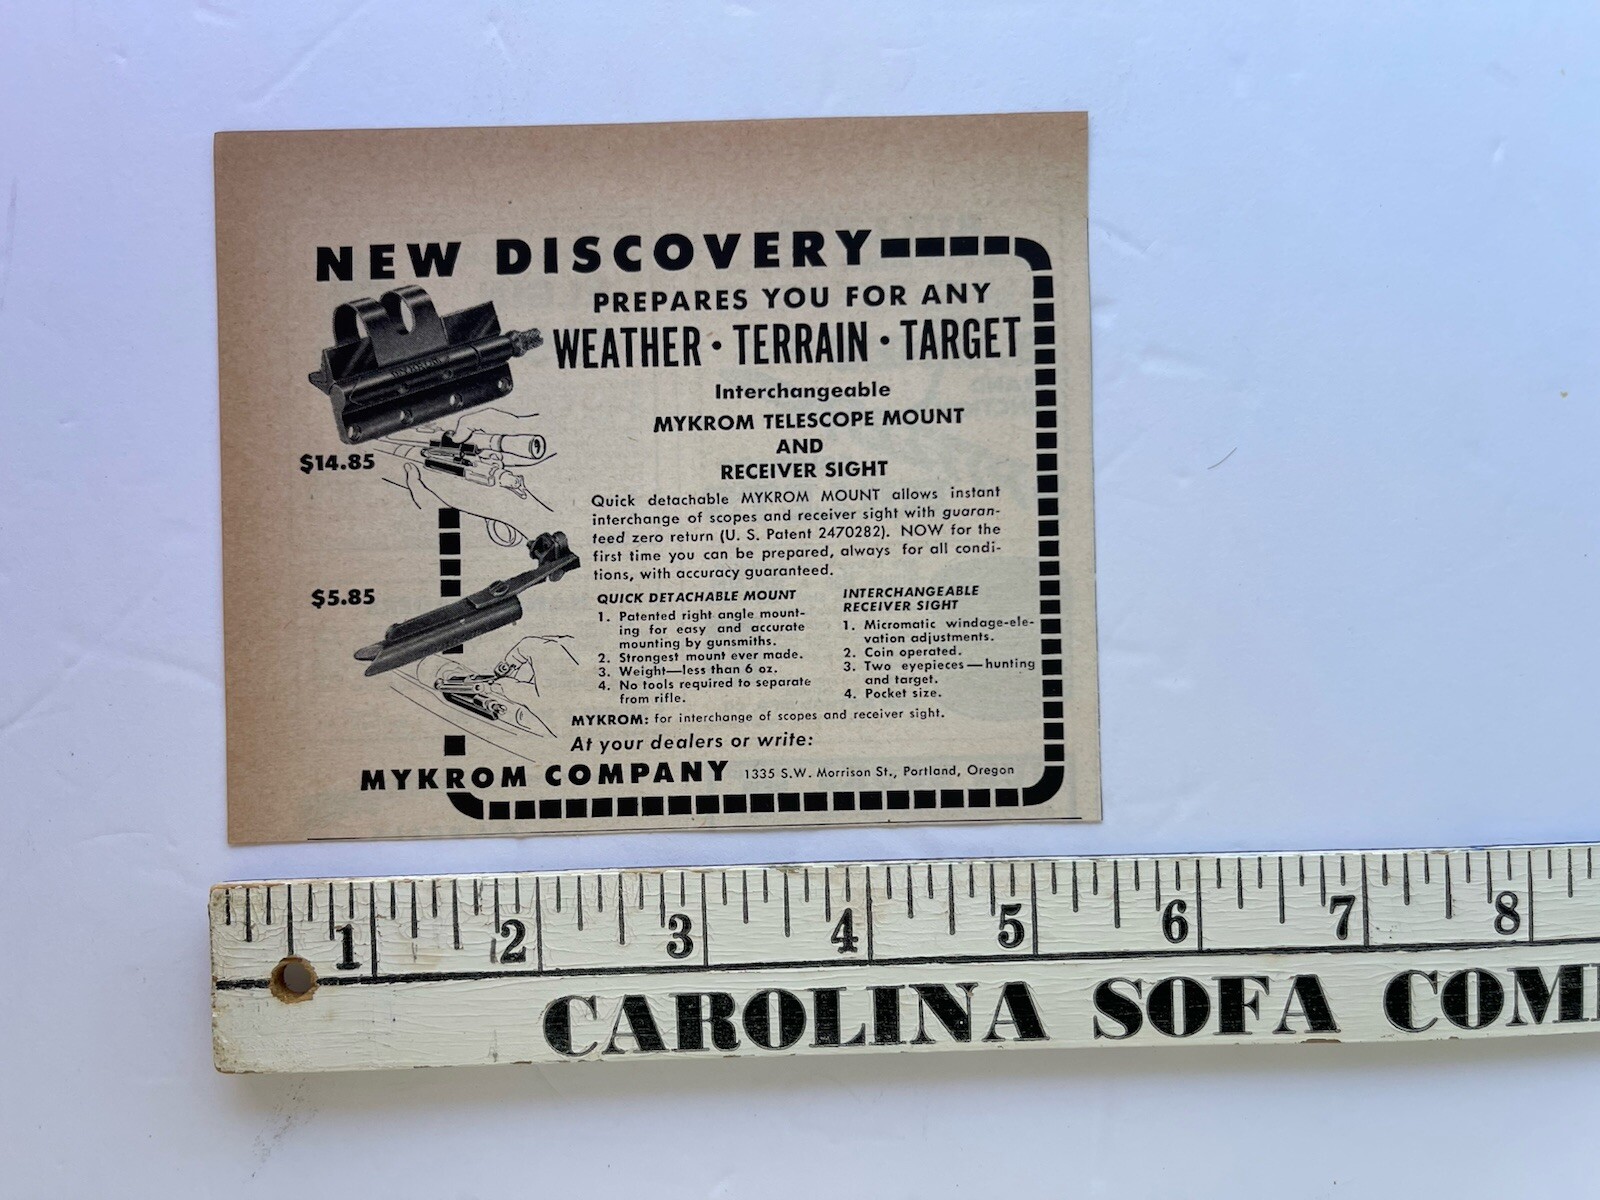 NEW DISCOVERY
PREPARES YOU FOR ANY
WEATHER · TERRAIN · TARGET
Interchangeable
MYKROM TELESCOPE MOUNT
AND
RECEIVER SIGHT
MYKROM
$14.85
$5.85
Quick detachable MYKROM MOUNT allows instant
interchange of scopes and receiver sight with guaran-
teed zero return (U. S. Patent 2470282). NOW for the
first time you can be prepared, always for all condi-
tions, with accuracy guaranteed.
QUICK DETACHABLE MOUNT
1. Patented right angle mount-
ing for easy and accurate
mounting by gunsmiths.
2. Strongest mount ever made.
3. Weight—less than 6 oz.
4. No tools required to separate
from rifle.
INTERCHANGEABLE
RECEIVER SIGHT
1. Micromatic windage-ele-
vation adjustments.
2. Coin operated.
3. Two eyepieces—hunting
and target.
4. Pocket size.
MYKROM: for interchange of scopes and receiver sight.
At your dealers or write:
MYKROM COMPANY 1335 S.W. Morrison St., Portland, Oregon
1 2 3 4 5 6 7 8
CAROLINA SOFA COM